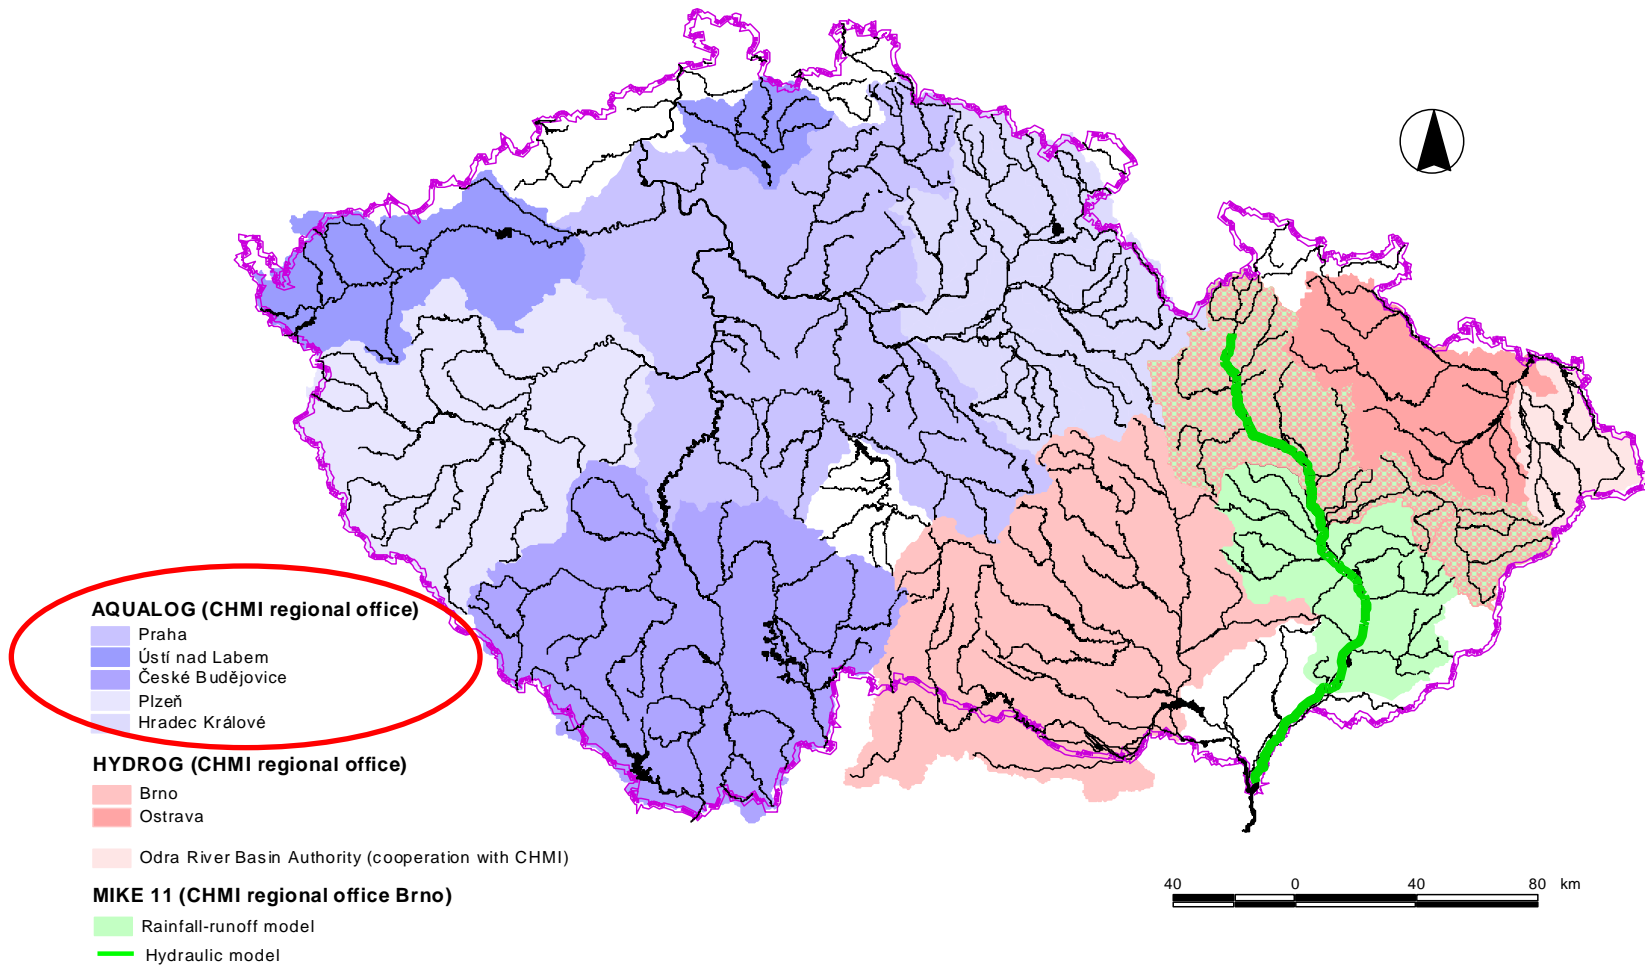 AQUALOG (CHMI regional office)
Praha
Ústí nad Labem
České Budějovice
Plzeň
Hradec Králové
HYDROG (CHMI regional office)
Brno
Ostrava
Odra River Basin Authority (cooperation with CHMI)
MIKE 11 (CHMI regional office Brno)
Rainfall-runoff model
Hydraulic model
40 0 40 80 km